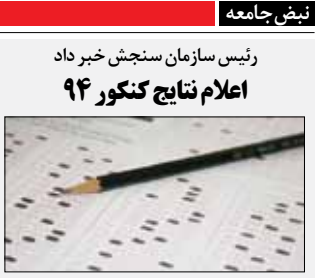 نبض جامعه
رئیس سازمان سنجش خبر داد
اعلام نتایج کنکور ۹۴